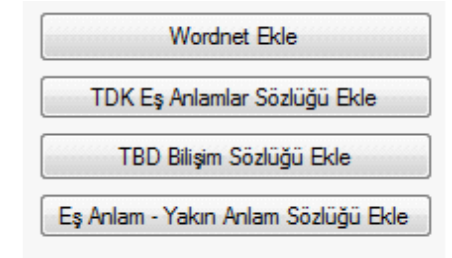 Wordnet Ekle
TDK Eş Anlamlar Sözlüğü Ekle
TBD Bilişim Sözlüğü Ekle
Eş Anlam - Yakın Anlam Sözlüğü Ekle